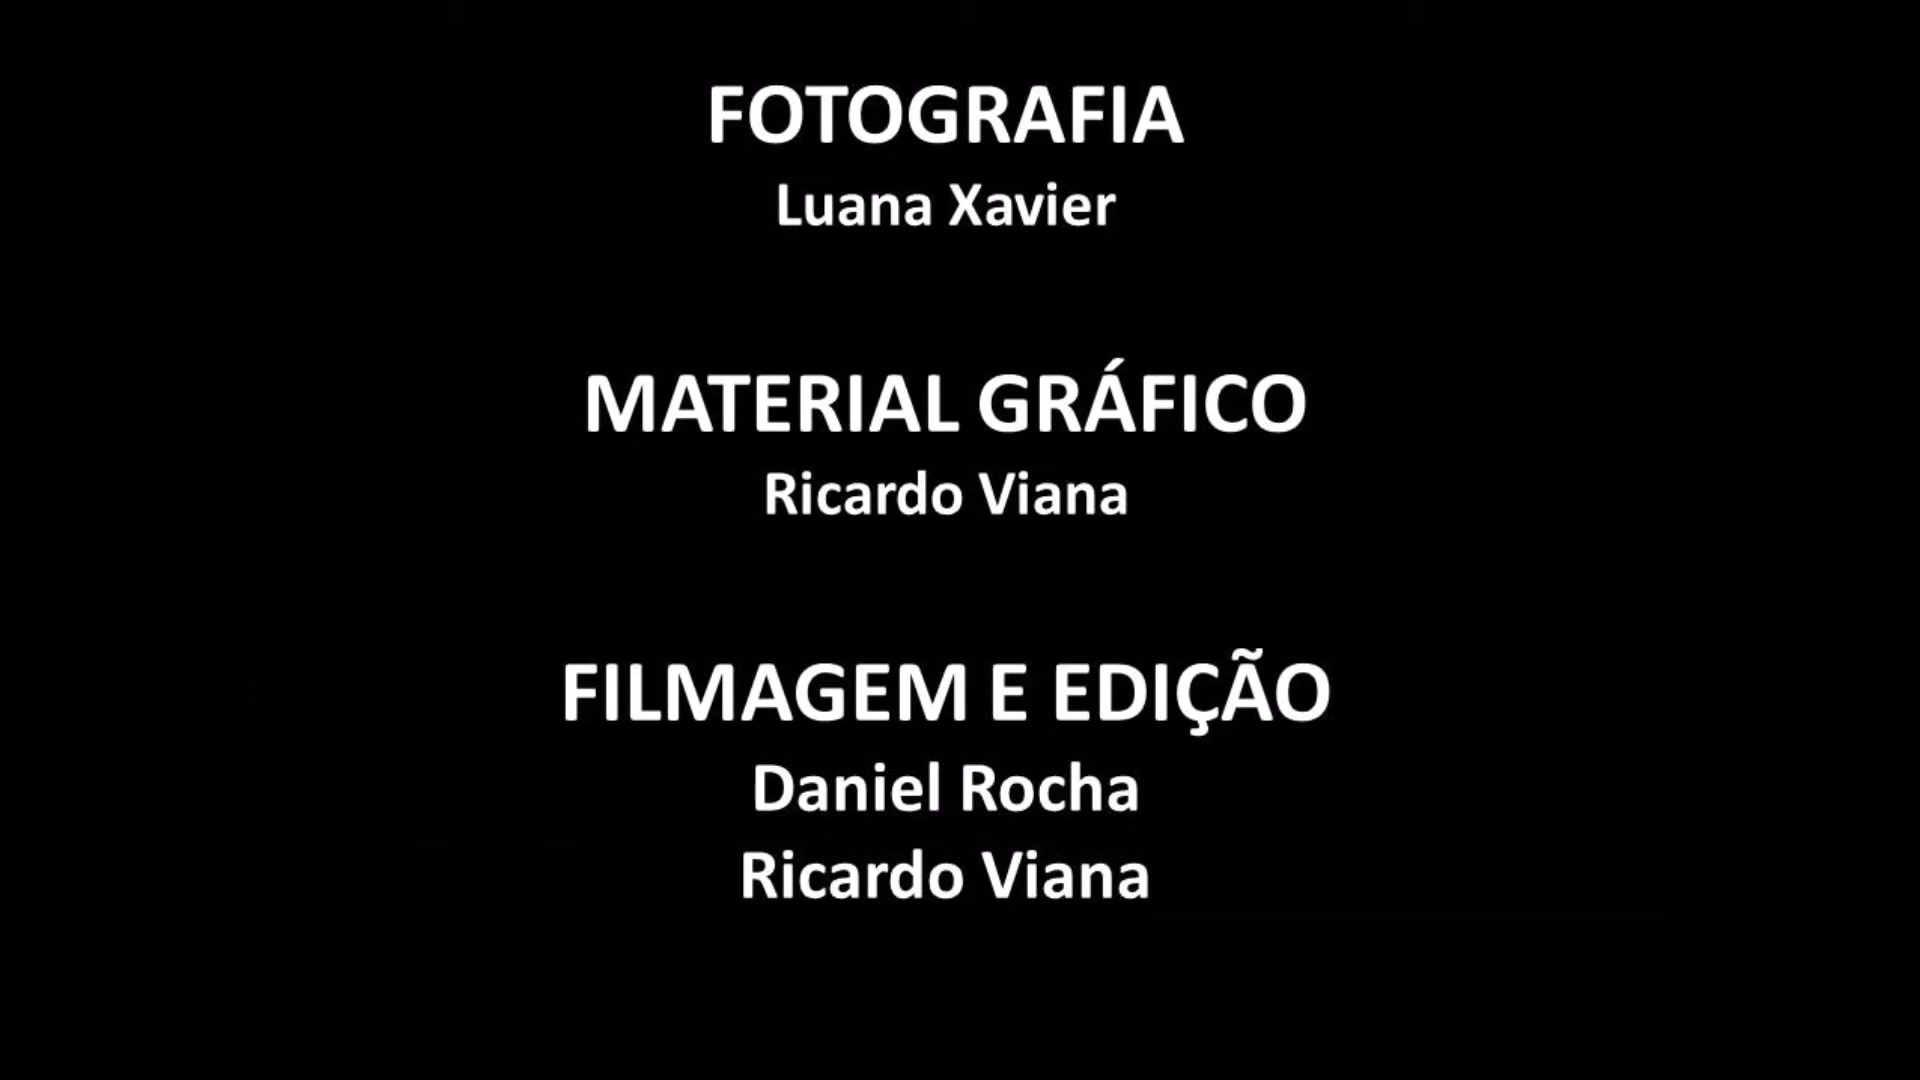 FOTOGRAFIA
Luana Xavier
MATERIAL GRÁFICO
Ricardo Viana
FILMAGEM E EDIÇÃO
Daniel Rocha
Ricardo Viana